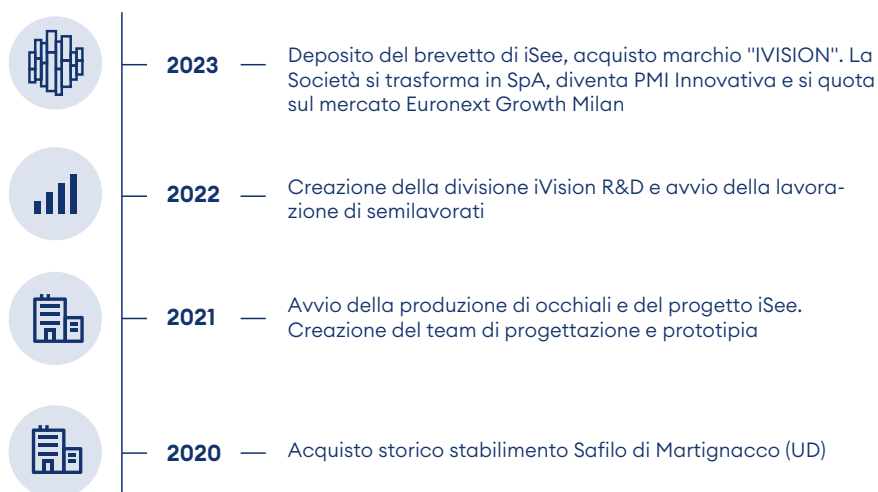 2023
Deposito del brevetto di iSee, acquisto marchio "IVISION". La
Società si trasforma in SpA, diventa PMI Innovativa e si quota
sul mercato Euronext Growth Milan
2022
Creazione della divisione iVision R&D e avvio della lavora-
zione di semilavorati
2021
Avvio della produzione di occhiali e del progetto iSee.
Creazione del team di progettazione e prototipia
2020
Acquisto storico stabilimento Safilo di Martignacco (UD)